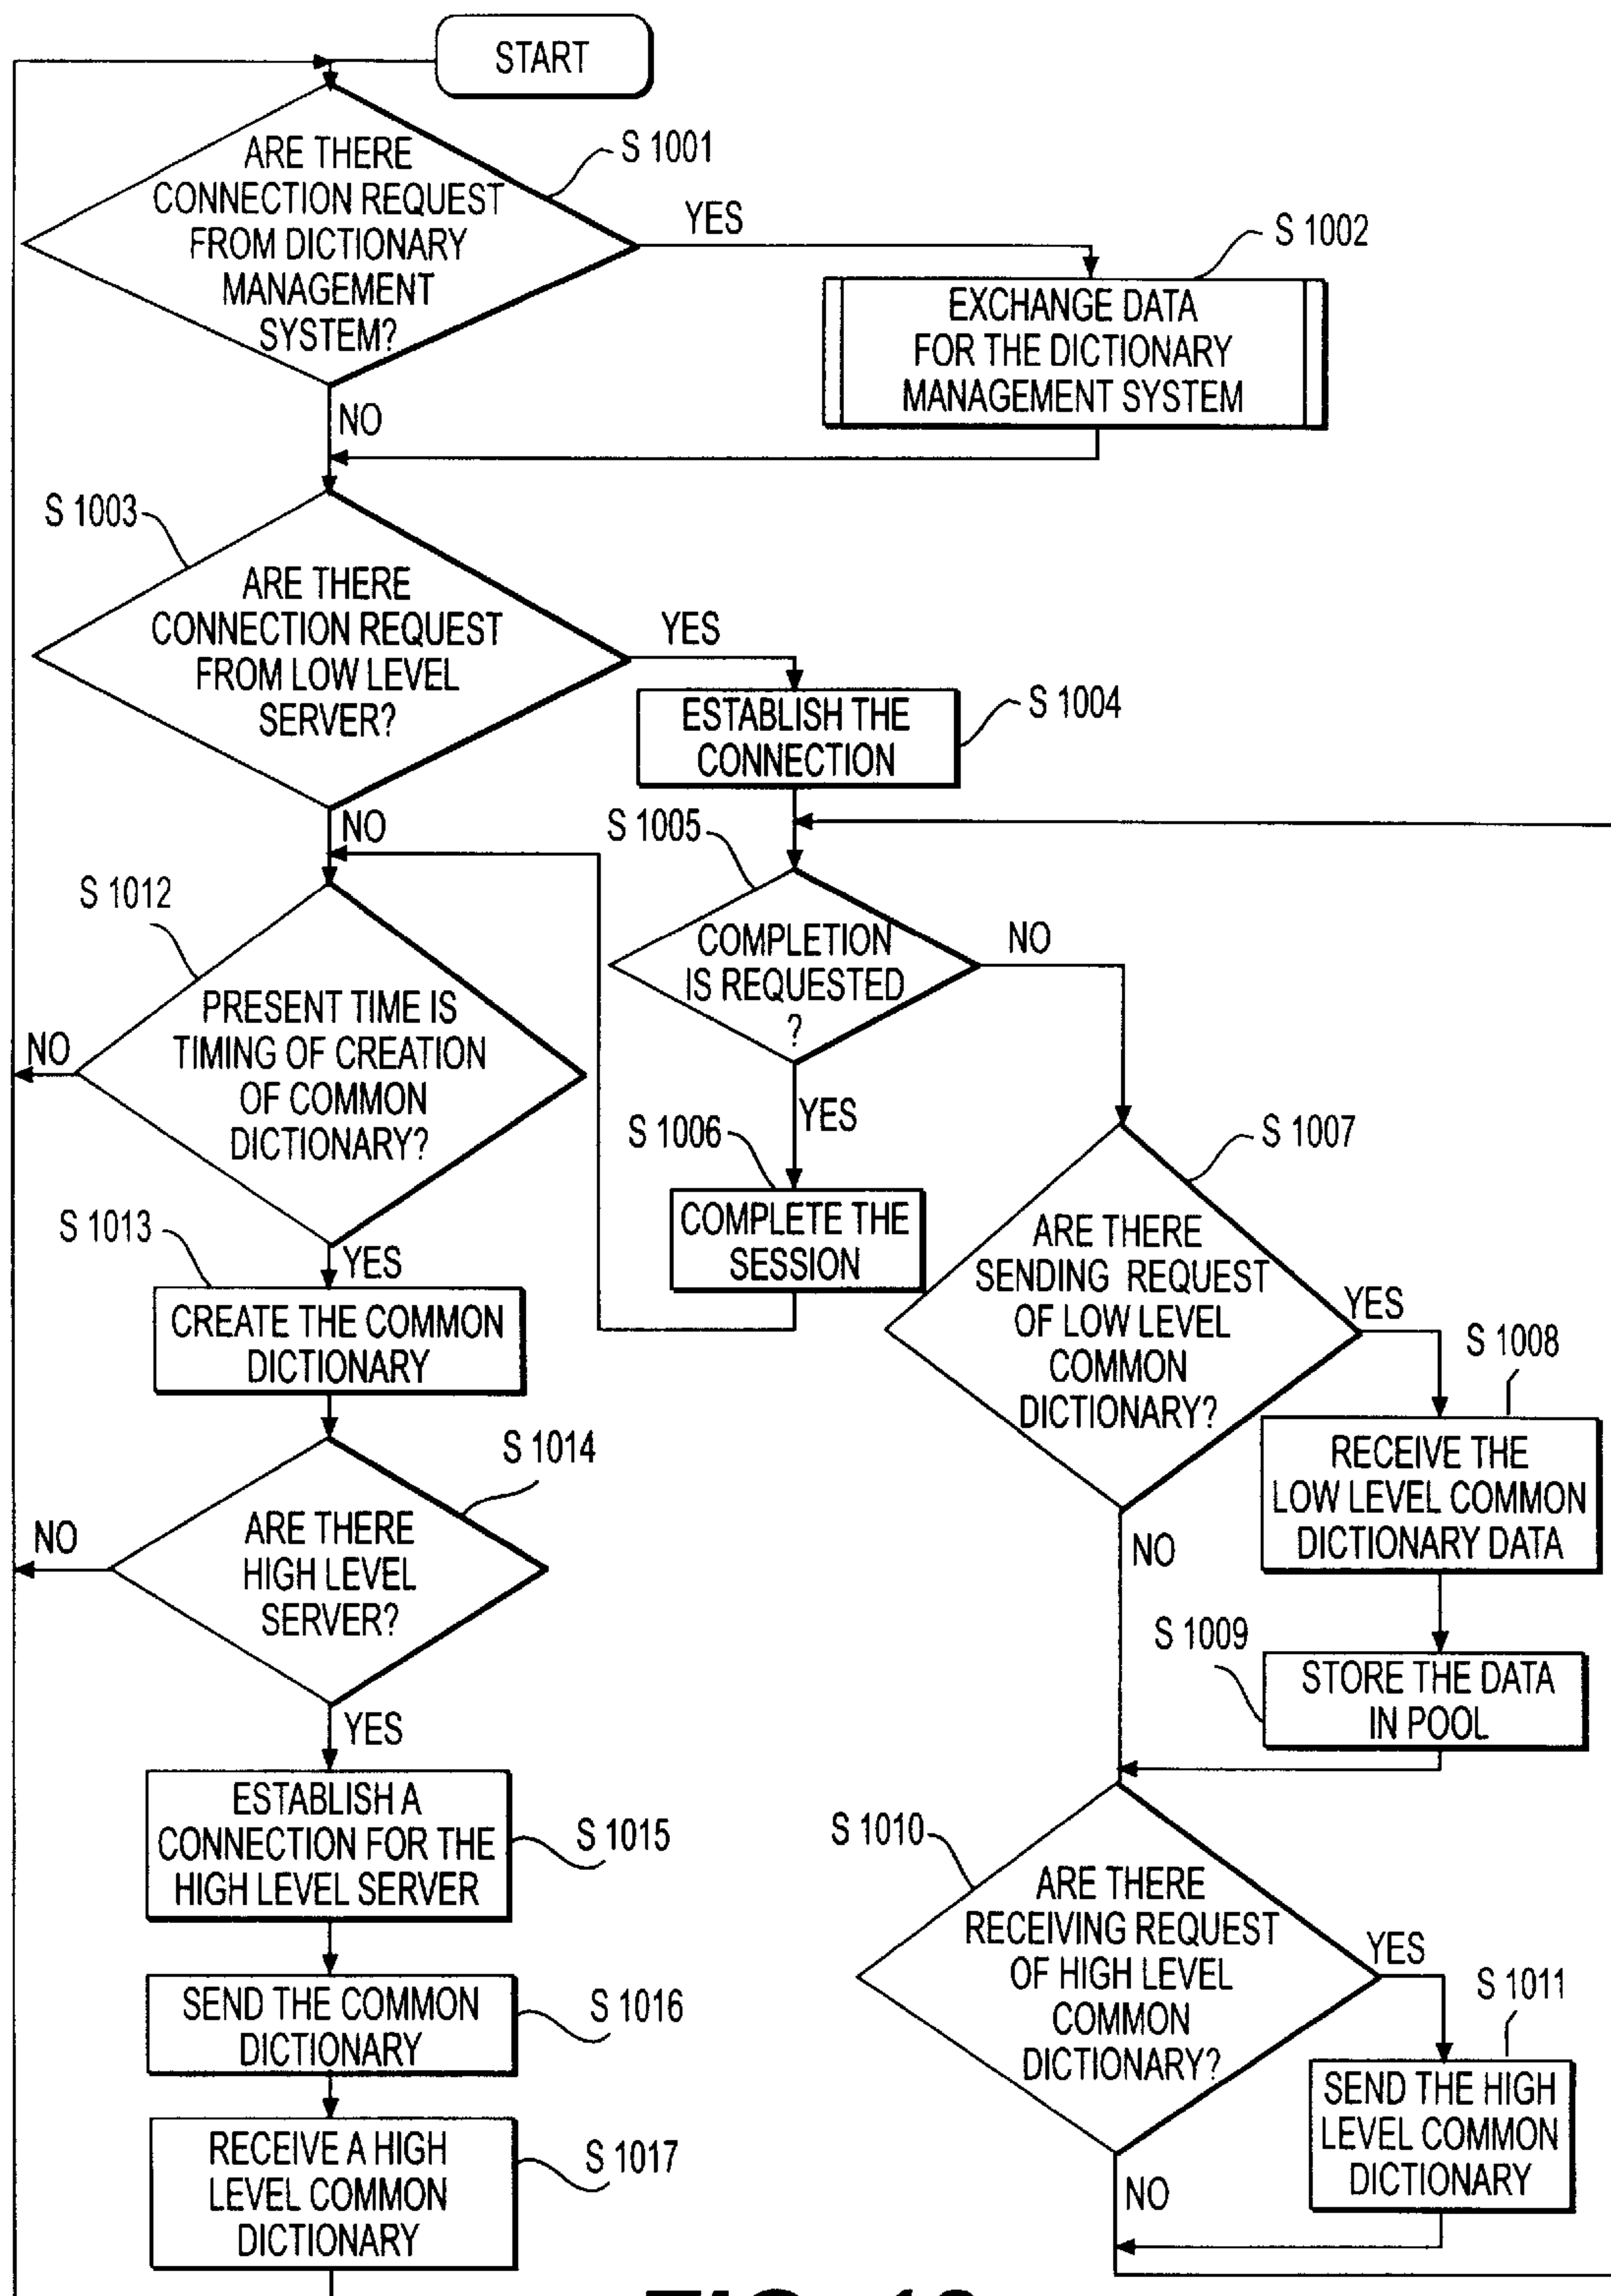 START
ARE THERE
CONNECTION REQUEST
FROM DICTIONARY
MANAGEMENT
SYSTEM?
S 1001
YES
S 1002
EXCHANGE DATA
FOR THE DICTIONARY
MANAGEMENT SYSTEM
NO
S 1003
ARE THERE
CONNECTION REQUEST
FROM LOW LEVEL
SERVER?
YES
ESTABLISH THE
CONNECTION
S 1004
NO
S 1005
COMPLETION
IS REQUESTED
?
NO
YES
S 1006
COMPLETE THE
SESSION
S 1007
ARE THERE
SENDING REQUEST
OF LOW LEVEL
COMMON
DICTIONARY?
YES
S 1008
RECEIVE THE
LOW LEVEL COMMON
DICTIONARY DATA
NO
S 1009
STORE THE DATA
IN POOL
S 1010
ARE THERE
RECEIVING REQUEST
OF HIGH LEVEL
COMMON
DICTIONARY?
YES
S 1011
SEND THE HIGH
LEVEL COMMON
DICTIONARY
NO
S 1012
PRESENT TIME IS
TIMING OF CREATION
OF COMMON
DICTIONARY?
NO
YES
S 1013
CREATE THE COMMON
DICTIONARY
S 1014
ARE THERE
HIGH LEVEL
SERVER?
NO
YES
ESTABLISH A
CONNECTION FOR THE
HIGH LEVEL SERVER
S 1015
SEND THE COMMON
DICTIONARY
S 1016
RECEIVE A HIGH
LEVEL COMMON
DICTIONARY
S 1017